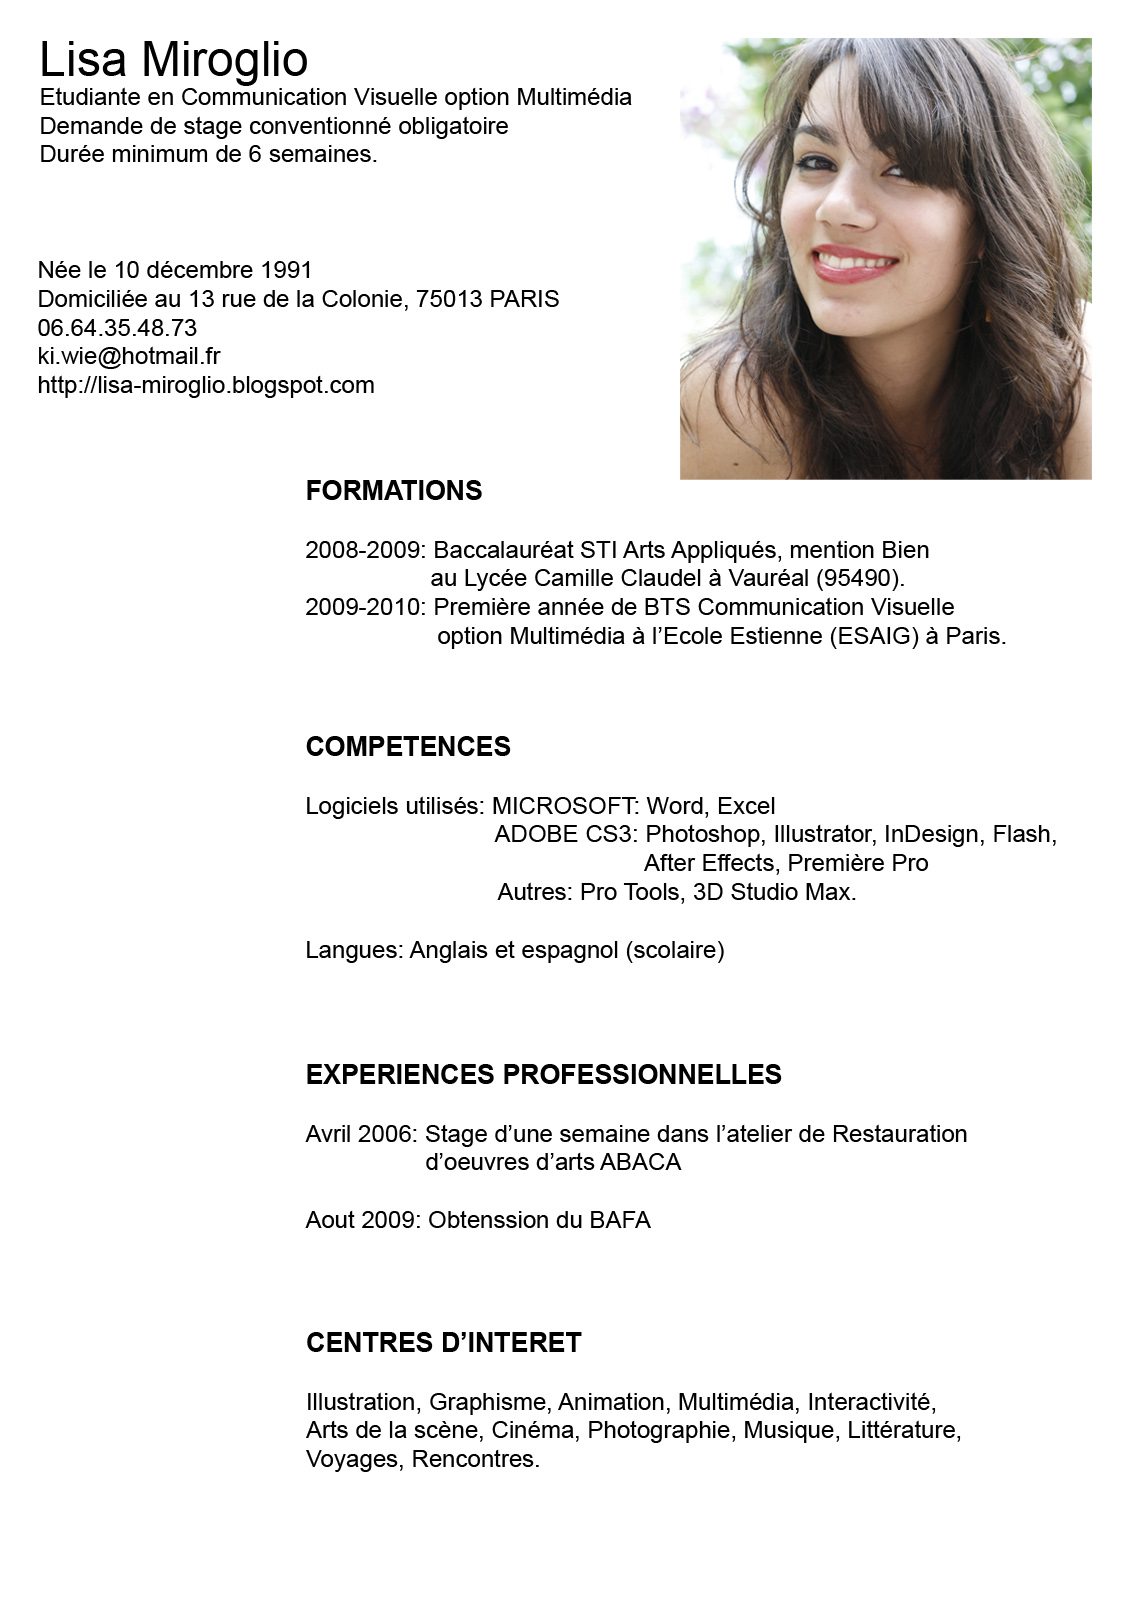 Lisa Miroglio
Etudiante en Communication Visuelle option Multimédia
Demande de stage conventionné obligatoire
Durée minimum de 6 semaines.
Née le 10 décembre 1991
Domiciliée au 13 rue de la Colonie, 75013 PARIS
06.64.35.48.73
ki.wie@hotmail.fr
http://lisa-miroglio.blogspot.com
FORMATIONS
2008-2009: Baccalauréat STI Arts Appliqués, mention Bien
au Lycée Camille Claudel à Vauréal (95490).
2009-2010: Première année de BTS Communication Visuelle
option Multimédia à l’Ecole Estienne (ESAIG) à Paris.
COMPETENCES
Logiciels utilisés: MICROSOFT: Word, Excel
ADOBE CS3: Photoshop, Illustrator, InDesign, Flash,
After Effects, Première Pro
Autres: Pro Tools, 3D Studio Max.
Langues: Anglais et espagnol (scolaire)
EXPERIENCES PROFESSIONNELLES
Avril 2006: Stage d’une semaine dans l’atelier de Restauration
d’oeuvres d’arts ABACA
Aout 2009: Obtenssion du BAFA
CENTRES D’INTERET
Illustration, Graphisme, Animation, Multimédia, Interactivité,
Arts de la scène, Cinéma, Photographie, Musique, Littérature,
Voyages, Rencontres.